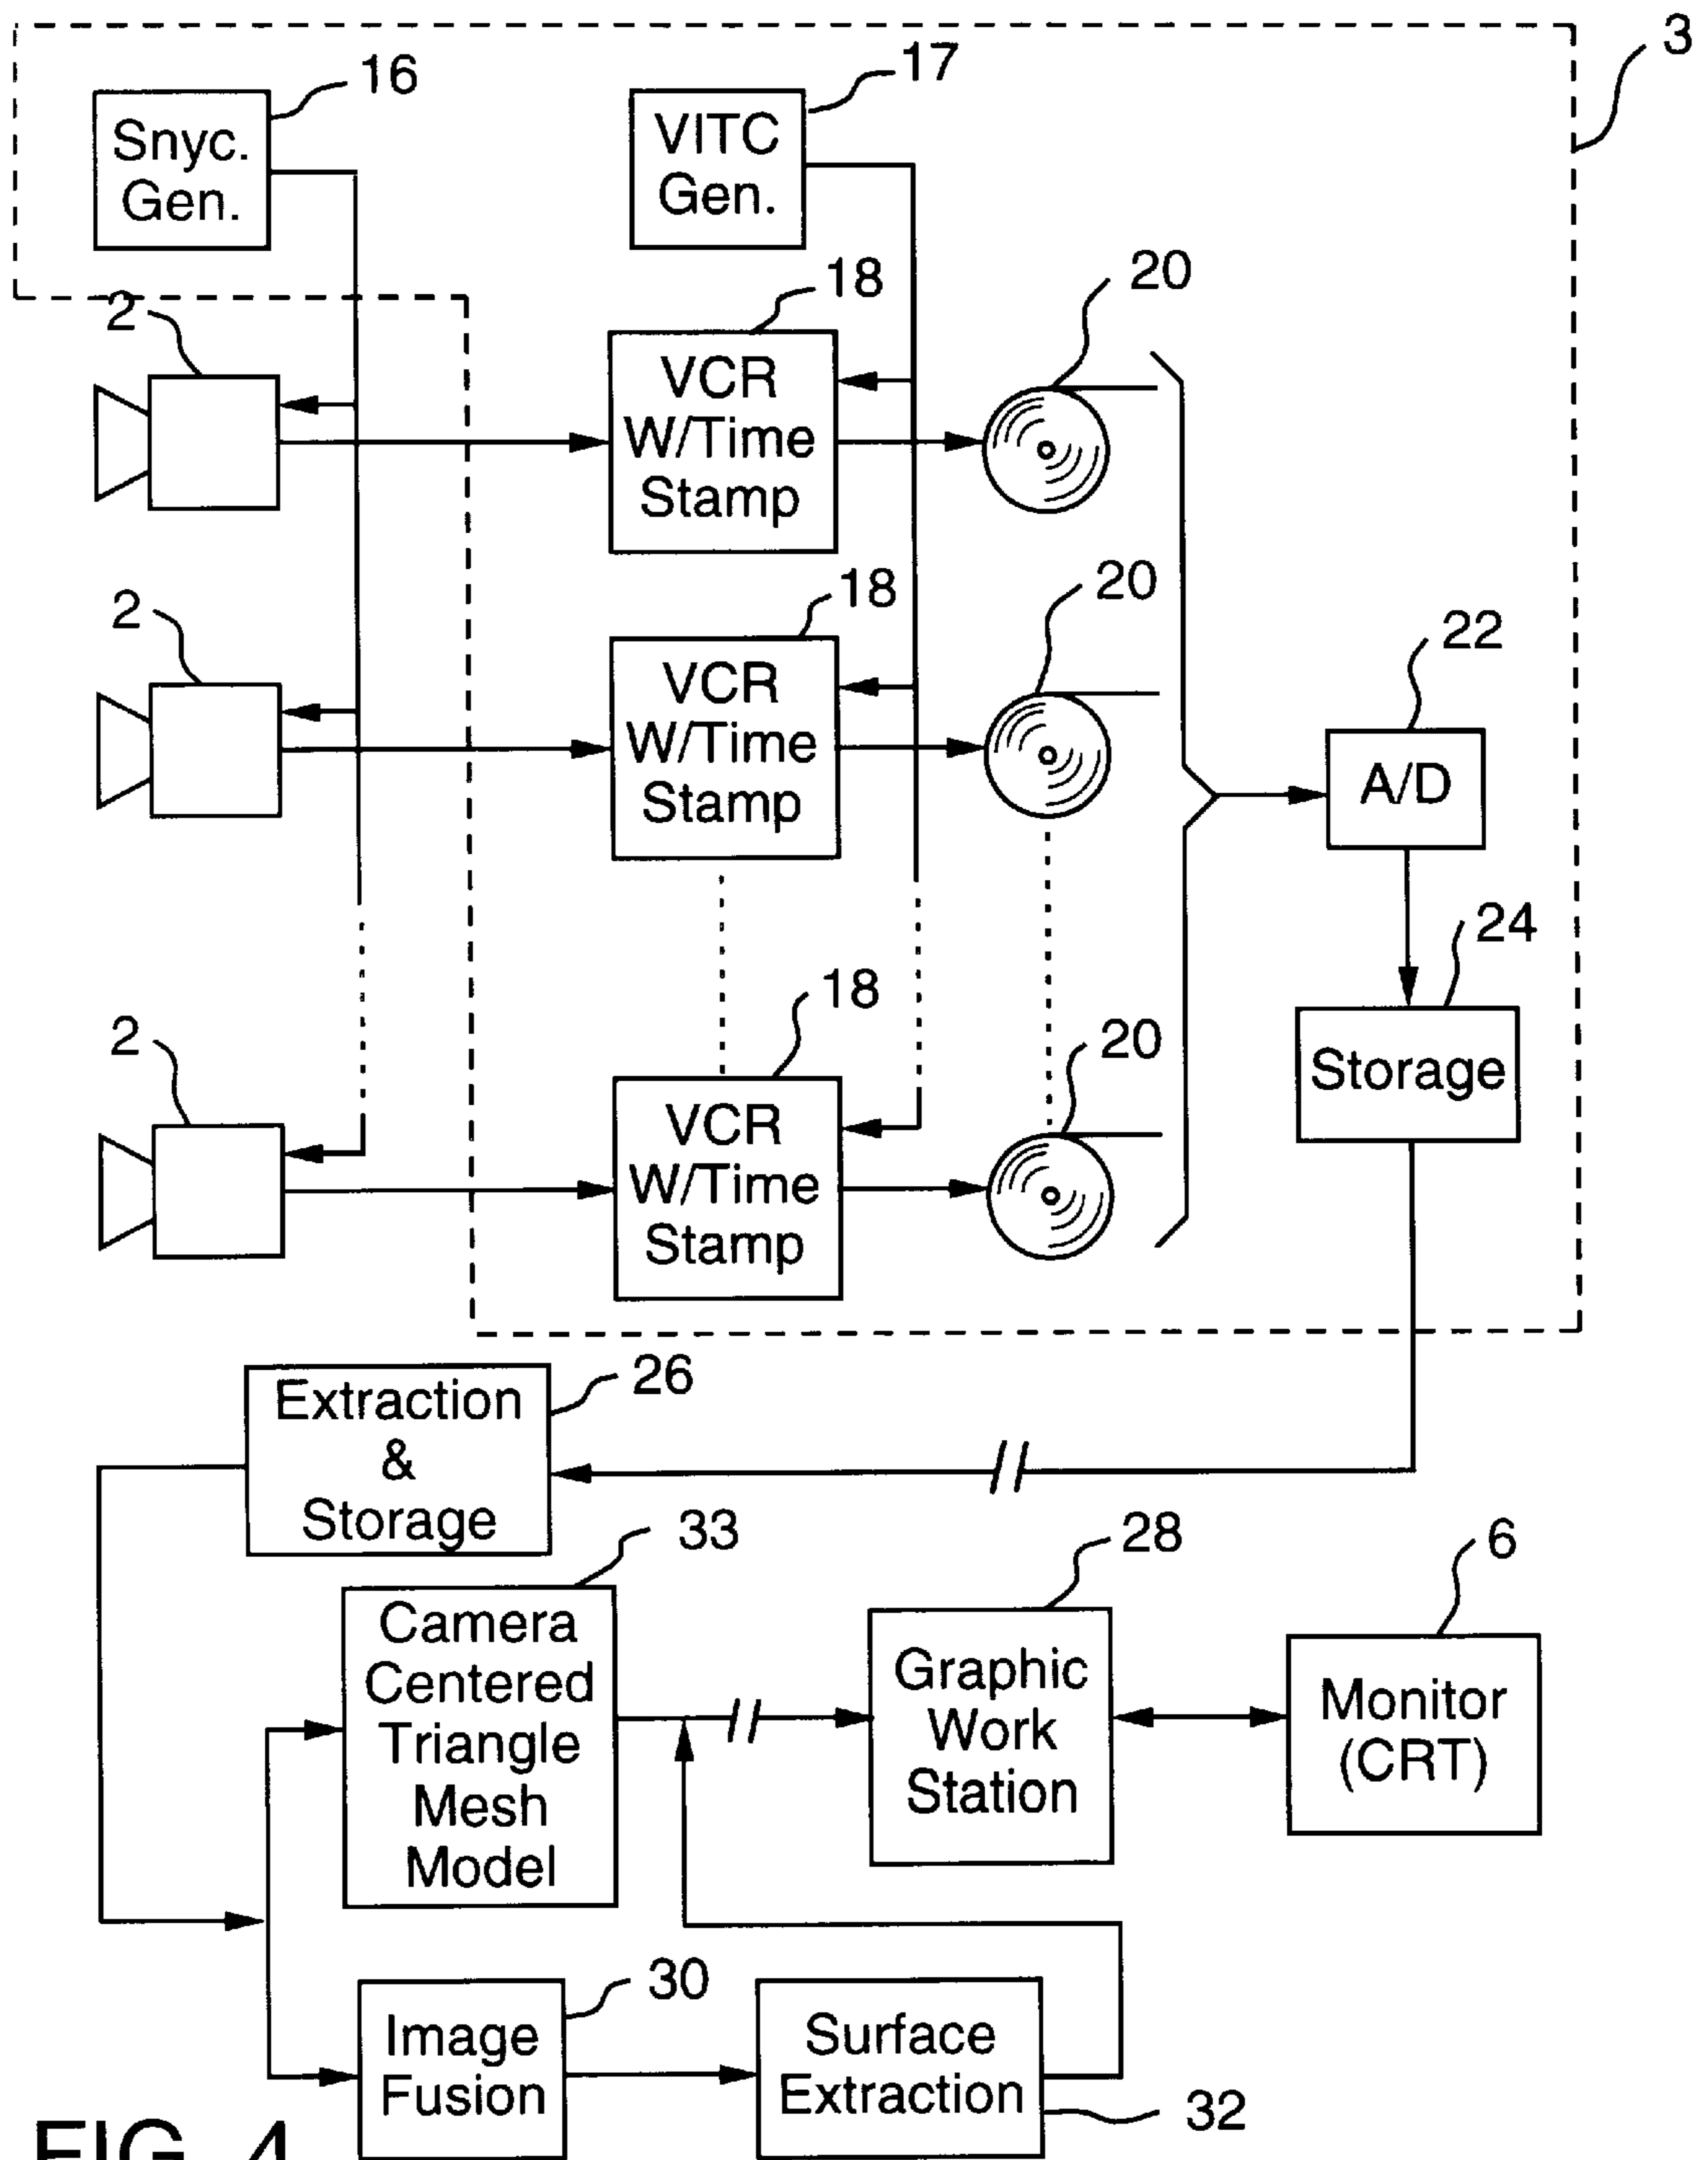 3
16
17
Snyc.
Gen.
VITC
Gen.
2
18
20
VCR
W/Time
Stamp
2
18
20
VCR
W/Time
Stamp
22
A/D
24
Storage
2
18
20
VCR
W/Time
Stamp
Extraction
&
Storage
26
33
28
6
Camera
Centered
Triangle
Mesh
Model
Graphic
Work
Station
Monitor
(CRT)
30
Image
Fusion
Surface
Extraction
32
FIG. 4